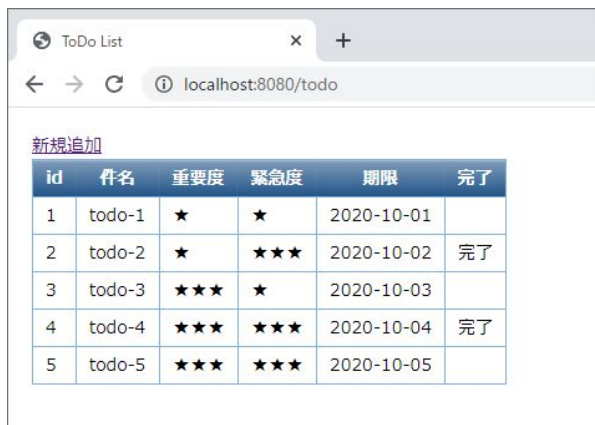 ToDo List
localhost:8080/todo
新規追加
id 件名 重要度 緊急度 期限 完了
1 todo-1 ★ ★ 2020-10-01
2 todo-2 ★ ★★★ 2020-10-02 完了
3 todo-3 ★★★ ★ 2020-10-03
4 todo-4 ★★★ ★★★ 2020-10-04 完了
5 todo-5 ★★★ ★★★ 2020-10-05